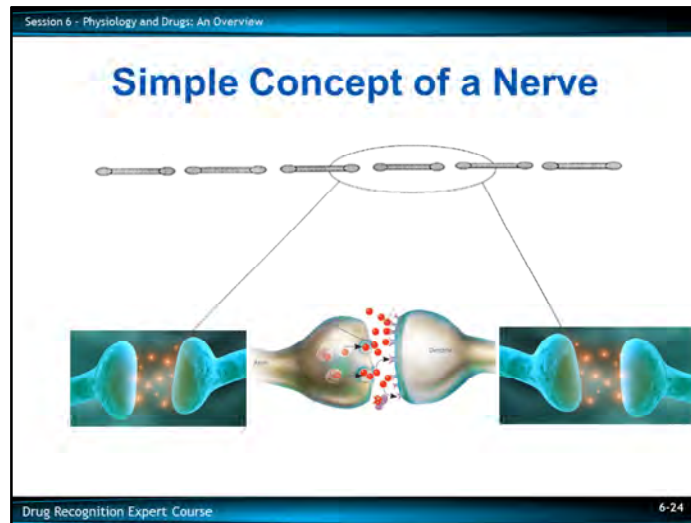 Session 6 - Physiology and Drugs: An Overview
Simple Concept of a Nerve
Axon
Dendrite
Drug Recognition Expert Course
6-24